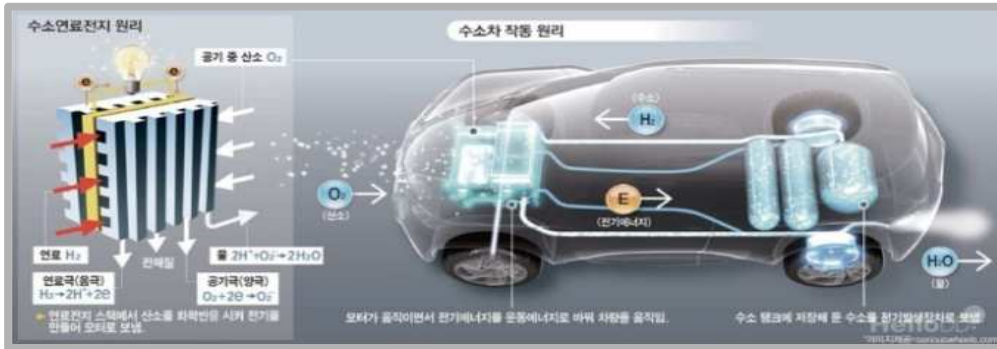 수소연료전지 원리
공기 중 산소 O₂
e
e
연료 H₂
연료극(음극)
H₂→2H⁺+2e
전해질
물 2H⁺+O₂⁻→2H₂O
공기극(양극)
O₂+2e→O₂⁻
연료전지 스택에서 산소를 화학반응 시켜 전기를
만들어 모터로 보냄.
수소차 작동 원리
(수소)
H₂
O₂
(산소)
E
(전기에너지)
H₂O
(물)
모터가 움직이면서 전기에너지를 운동에너지로 바꿔 차량을 움직임.
수소 탱크에 저장해 둔 수소를 전기발생장치로 보냄
HelloDD